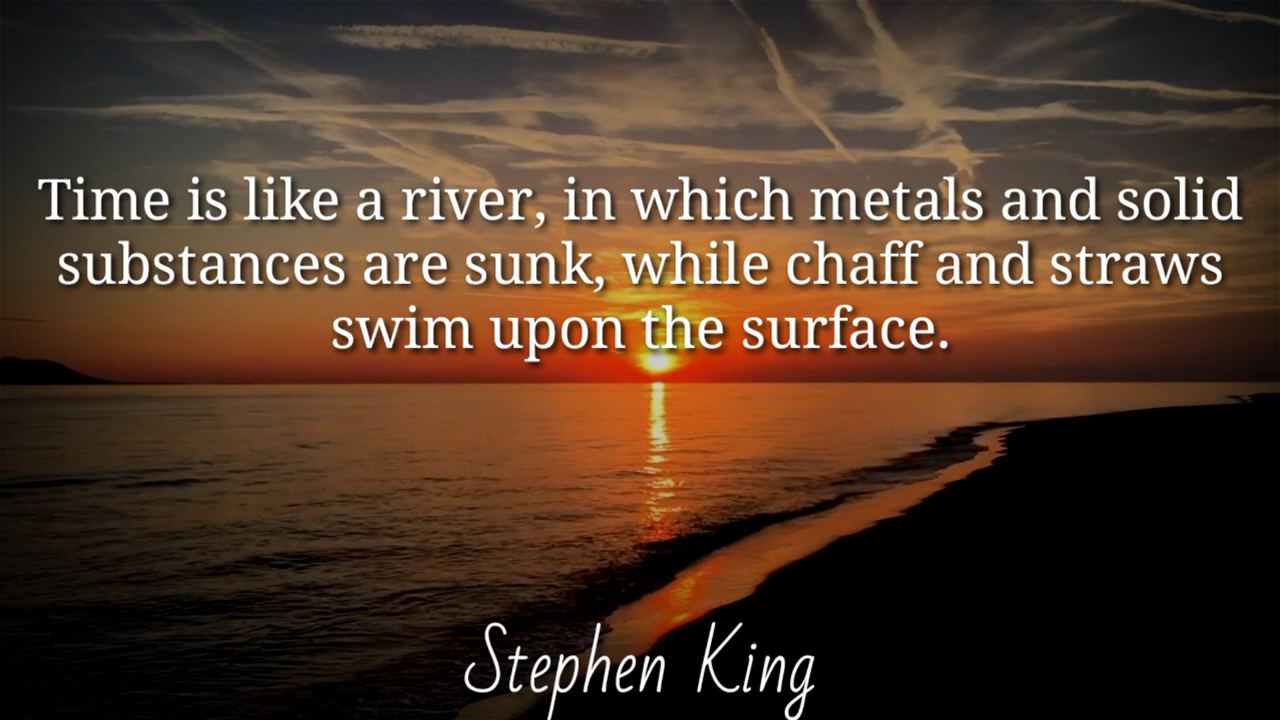 Time is like a river, in which metals and solid
substances are sunk, while chaff and straws
swim upon the surface.
Stephen King